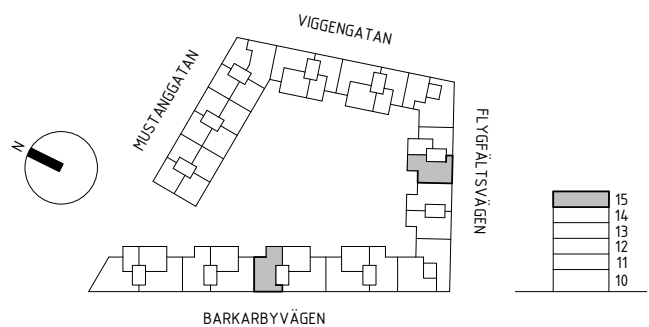 VIGGENGATAN
MUSTANGGATAN
FLYGFÄLTSVÄGEN
N
15
14
13
12
11
10
BARKARBYVÄGEN